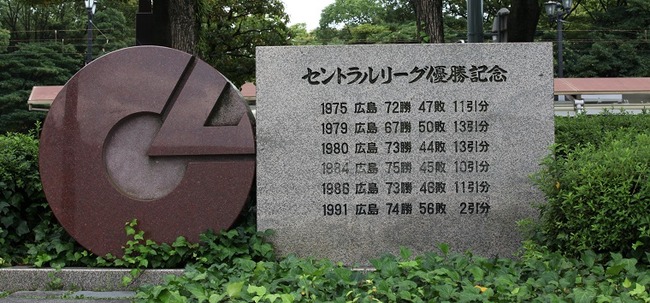 セントラルリーグ優勝記念
1975 広島 72勝 47敗 11引分
1979 広島 67勝 50敗 13引分
1980 広島 73勝 44敗 13引分
1984 広島 75勝 45敗 10引分
1986 広島 73勝 46敗 11引分
1991 広島 74勝 56敗 2引分